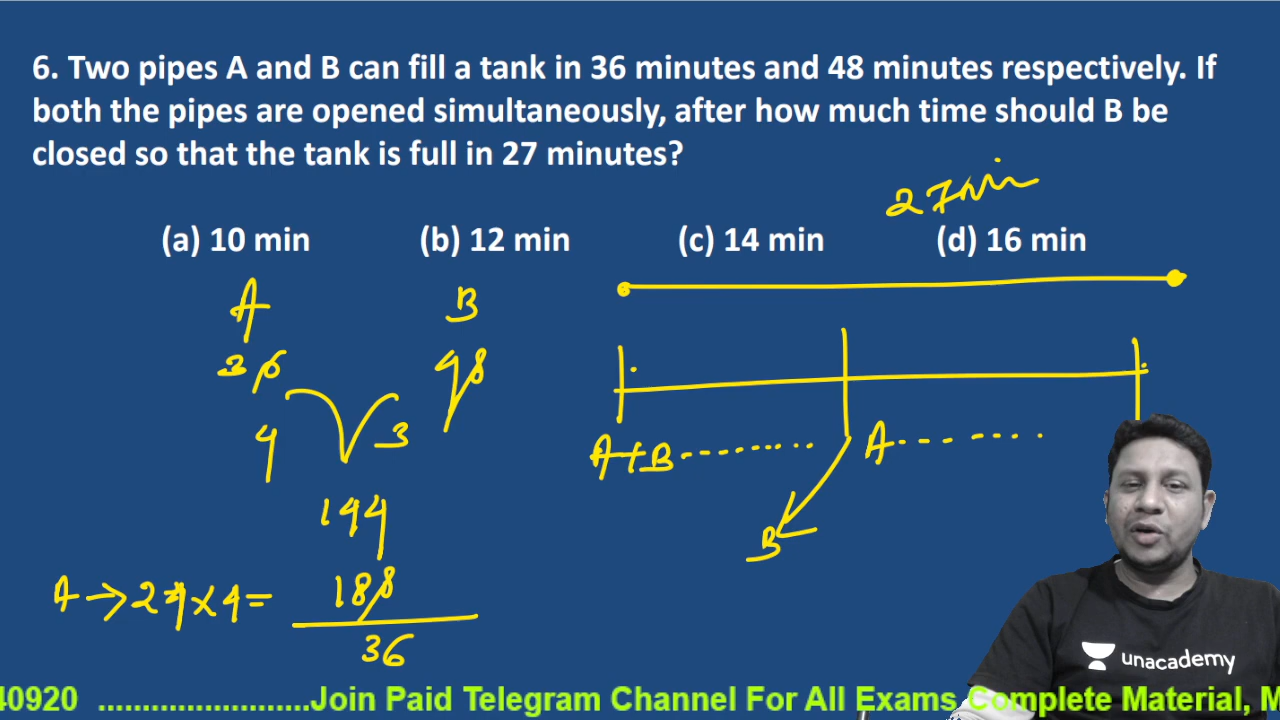 6. Two pipes A and B can fill a tank in 36 minutes and 48 minutes respectively. If
both the pipes are opened simultaneously, after how much time should B be
closed so that the tank is full in 27 minutes?
27min
(a) 10 min (b) 12 min (c) 14 min (d) 16 min
A B
36 48
4 3
A+B A
144
B
A → 27 x 4 = 188
36
unacademy
40920 ........................Join Paid Telegram Channel For All Exams Complete Material, M